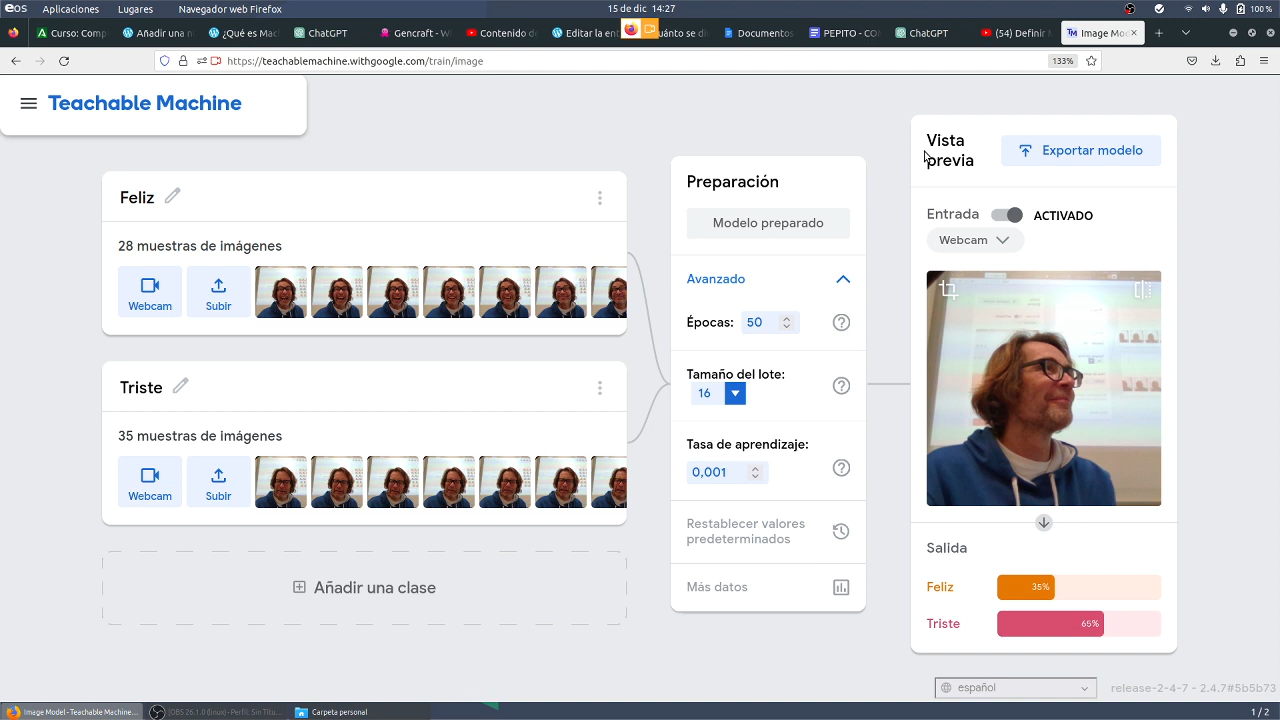 eos Aplicaciones Lugares Navegador web Firefox 15 de dic 14:27 100 %
Curso: Com
Añadir una n
¿Qué es Mac
ChatGPT
Gencraft - W
Contenido de
Editar la ent
uánto se di
Documentos
PEPITO - CO
ChatGPT
(54) Definir
Image Mod
https://teachablemachine.withgoogle.com/train/image 133%
Teachable Machine
Feliz
28 muestras de imágenes
Webcam
Subir
Triste
35 muestras de imágenes
Webcam
Subir
Añadir una clase
Preparación
Modelo preparado
Avanzado
Épocas: 50
Tamaño del lote:
16
Tasa de aprendizaje:
0,001
Restablecer valores
predeterminados
Más datos
Vista
previa
Exportar modelo
Entrada ACTIVADO
Webcam
Salida
Feliz 35%
Triste 65%
español
release-2-4-7 - 2.4.7#5b5b73
Image Model - Teachable Machine...
[OBS 26.1.0 (linux) - Perfil: Sin Títu...
Carpeta personal
1 / 2